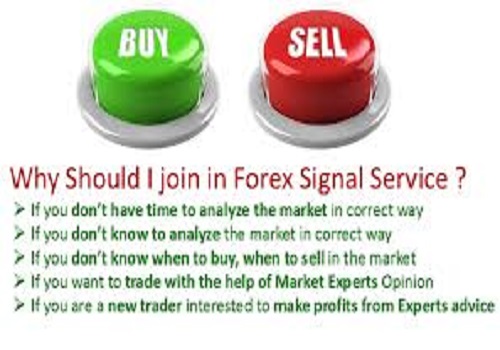 BUY SELL
Why Should I join in Forex Signal Service ?
➢ If you don't have time to analyze the market in correct way
➢ If you don't know to analyze the market in correct way
➢ If you don't know when to buy, when to sell in the market
➢ If you want to trade with the help of Market Experts Opinion
➢ If you are a new trader interested to make profits from Experts advice